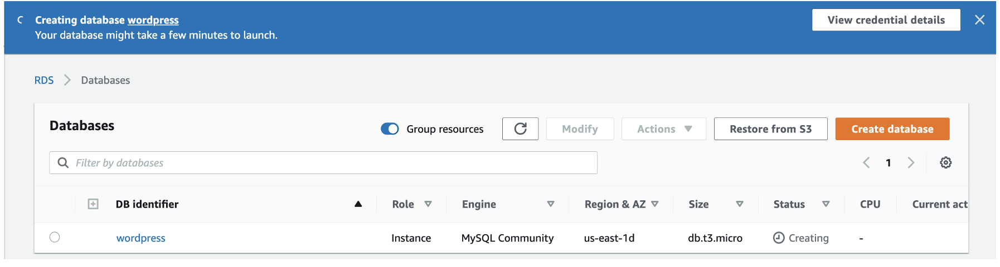 Creating database wordpress
View credential details
Your database might take a few minutes to launch.
RDS Databases
Databases
Group resources
Modify
Actions
Restore from S3
Create database
Filter by databases
1
DB identifier Role Engine Region & AZ Size Status CPU Current act
wordpress Instance MySQL Community us-east-1d db.t3.micro Creating -